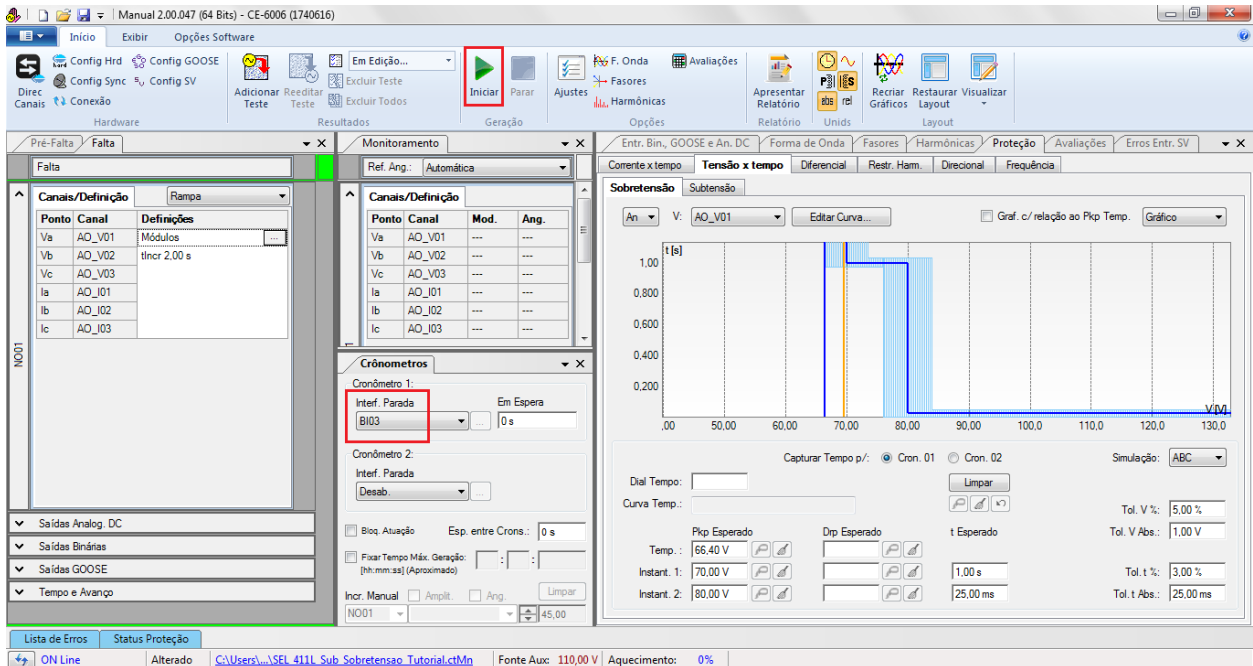 Manual 2.00.047 (64 Bits) - CE-6006 (1740616)
Início Exibir Opções Software
Direc Canais
Config Hrd
Config Sync
Conexão
Config GOOSE
Config SV
Hardware
Adicionar Teste
Reeditar Teste
Em Edição...
Excluir Teste
Excluir Todos
Resultados
Iniciar
Parar
Geração
Ajustes
F. Onda
Fasores
Harmônicas
Avaliações
Opções
Apresentar Relatório
Relatório
abs rel
Unids
Recriar Gráficos
Restaurar Layout
Visualizar
Layout
Pré-Falta Falta
Falta
Canais/Definição Rampa
Ponto Canal Definições
Va AO_V01 Módulos ...
Vb AO_V02 tIncr 2,00 s
Vc AO_V03
Ia AO_I01
Ib AO_I02
Ic AO_I03
NO01
Saídas Analog. DC
Saídas Binárias
Saídas GOOSE
Tempo e Avanço
Monitoramento
Ref. Ang.: Automática
Canais/Definição
Ponto Canal Mod. Ang.
Va AO_V01 --- ---
Vb AO_V02 --- ---
Vc AO_V03 --- ---
Ia AO_I01 --- ---
Ib AO_I02 --- ---
Ic AO_I03 --- ---
Crônometros
Cronômetro 1:
Interf. Parada Em Espera
BI03 ... 0 s
Cronômetro 2:
Interf. Parada
Desab. ...
Bloq. Atuação Esp. entre Crons.: 0 s
Fixar Tempo Máx. Geração: : :
[hh:mm:ss] (Aproximado)
Incr. Manual Amplit. Ang. Limpar
NO01 45,00
Entr. Bin., GOOSE e An. DC Forma de Onda Fasores Harmônicas Proteção Avaliações Erros Entr. SV
Corrente x tempo Tensão x tempo Diferencial Restr. Harm. Direcional Frequência
Sobretensão Subtensão
An V: AO_V01 Editar Curva... Graf. c/ relação ao Pkp Temp. Gráfico
t [s]
1,00
0,800
0,600
0,400
0,200
V [V]
,00 50,00 60,00 70,00 80,00 90,00 100,0 110,0 120,0 130,0
Capturar Tempo p/: Cron. 01 Cron. 02 Simulação: ABC
Dial Tempo: Limpar
Curva Temp.: Tol. V %: 5,00 %
Pkp Esperado Drp Esperado t Esperado Tol. V Abs.: 1,00 V
Temp. : 66,40 V
Instant. 1: 70,00 V 1,00 s Tol. t %: 3,00 %
Instant. 2: 80,00 V 25,00 ms Tol. t Abs.: 25,00 ms
Lista de Erros Status Proteção
ON Line Alterado C:\Users\...\SEL_411L_Sub_Sobretensao_Tutorial.ctMn Fonte Aux: 110,00 V Aquecimento: 0%